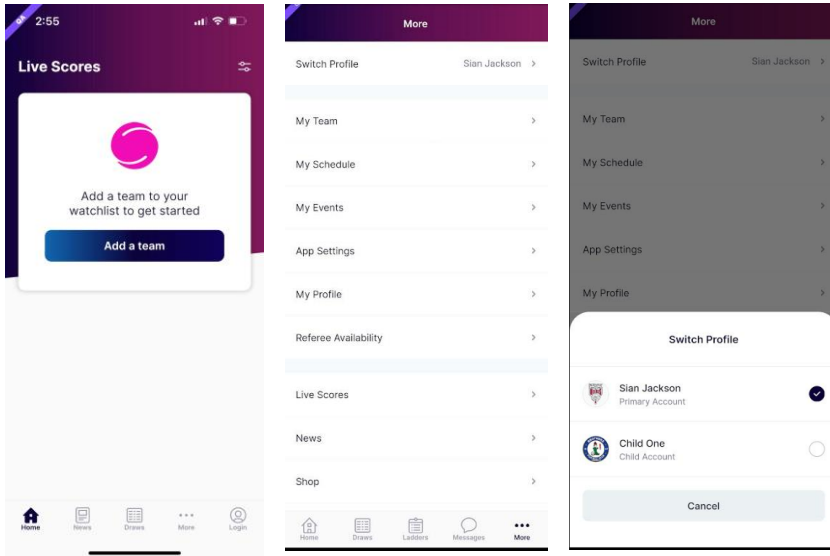 QA
2:55
Live Scores
Add a team to your
watchlist to get started
Add a team
Home
News
Draws
More
Login
More
Switch Profile
Sian Jackson
My Team
My Schedule
My Events
App Settings
My Profile
Referee Availability
Live Scores
News
Shop
Home
Draws
Ladders
Messages
More
More
Switch Profile
Sian Jackson
My Team
My Schedule
My Events
App Settings
My Profile
Switch Profile
Sian Jackson
Primary Account
Child One
Child Account
Cancel